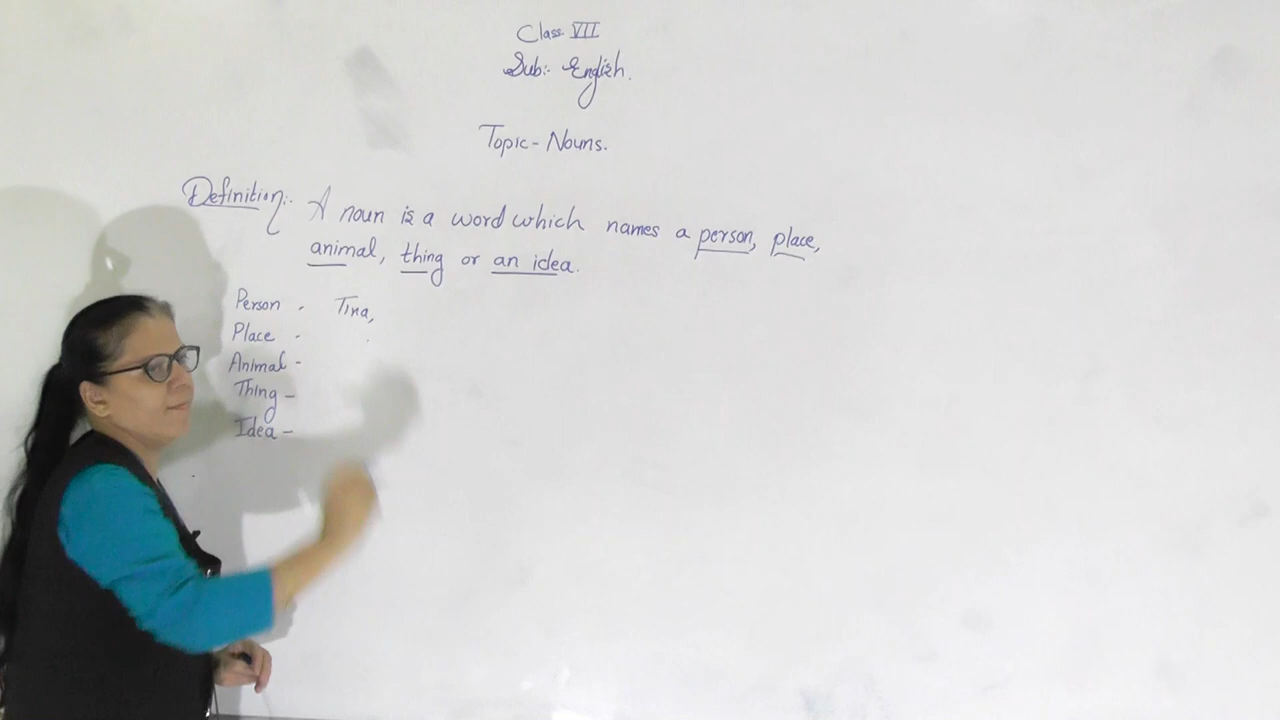 Class VII
Sub:- English.
Topic - Nouns.
Definition:- A noun is a word which names a person, place,
animal, thing or an idea.
Person - Tina,
Place -
Animal -
Thing -
Idea -